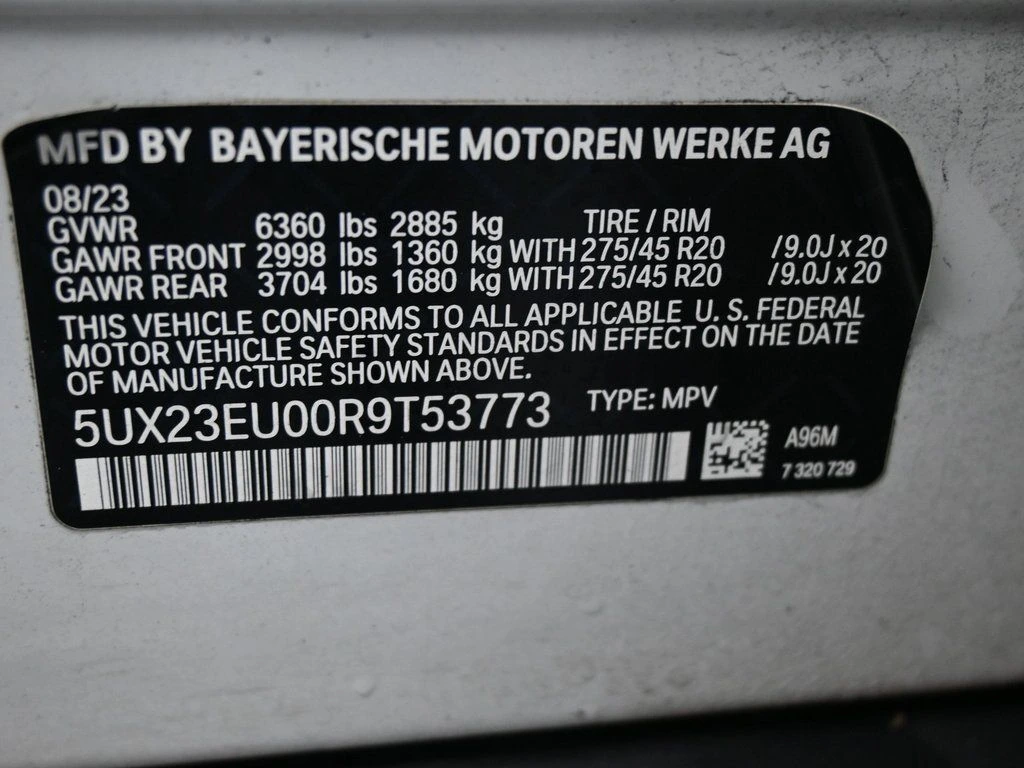 MFD BY BAYERISCHE MOTOREN WERKE AG
08/23
GVWR 6360 lbs 2885 kg TIRE / RIM
GAWR FRONT 2998 lbs 1360 kg WITH 275/45 R20 /9.0J x 20
GAWR REAR 3704 lbs 1680 kg WITH 275/45 R20 /9.0J x 20
THIS VEHICLE CONFORMS TO ALL APPLICABLE U. S. FEDERAL
MOTOR VEHICLE SAFETY STANDARDS IN EFFECT ON THE DATE
OF MANUFACTURE SHOWN ABOVE.
5UX23EU00R9T53773 TYPE: MPV
A96M
7 320 729